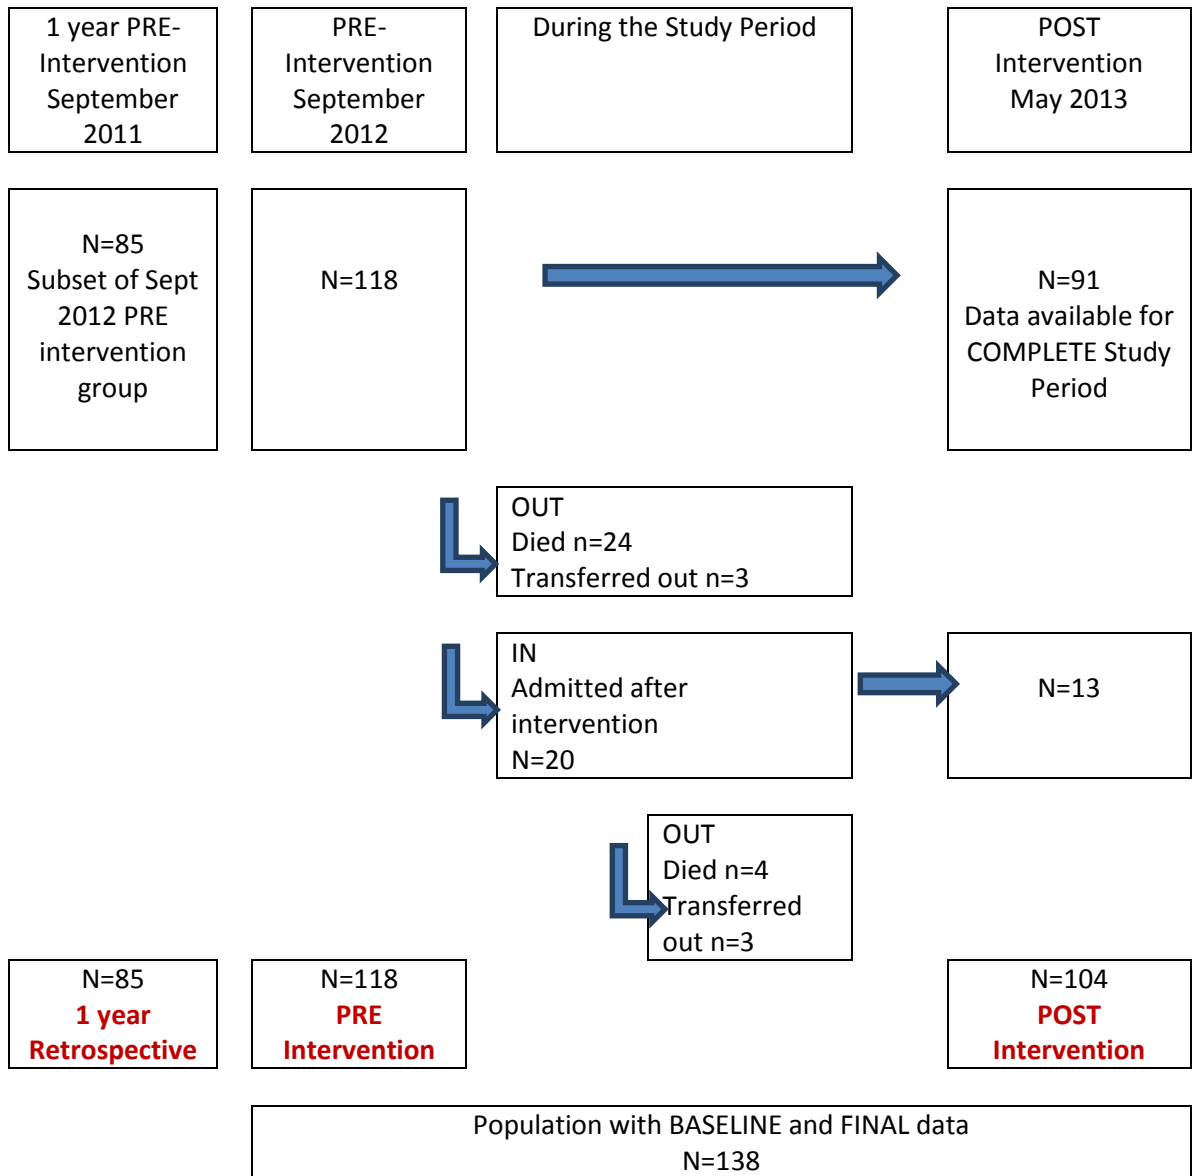 1 year PRE-
Intervention
September
2011
PRE-
Intervention
September
2012
During the Study Period
POST
Intervention
May 2013
N=85
Subset of Sept
2012 PRE
intervention
group
N=118
N=91
Data available for
COMPLETE Study
Period
OUT
Died n=24
Transferred out n=3
IN
Admitted after
intervention
N=20
N=13
OUT
Died n=4
Transferred
out n=3
N=85
1 year
Retrospective
N=118
PRE
Intervention
N=104
POST
Intervention
Population with BASELINE and FINAL data
N=138